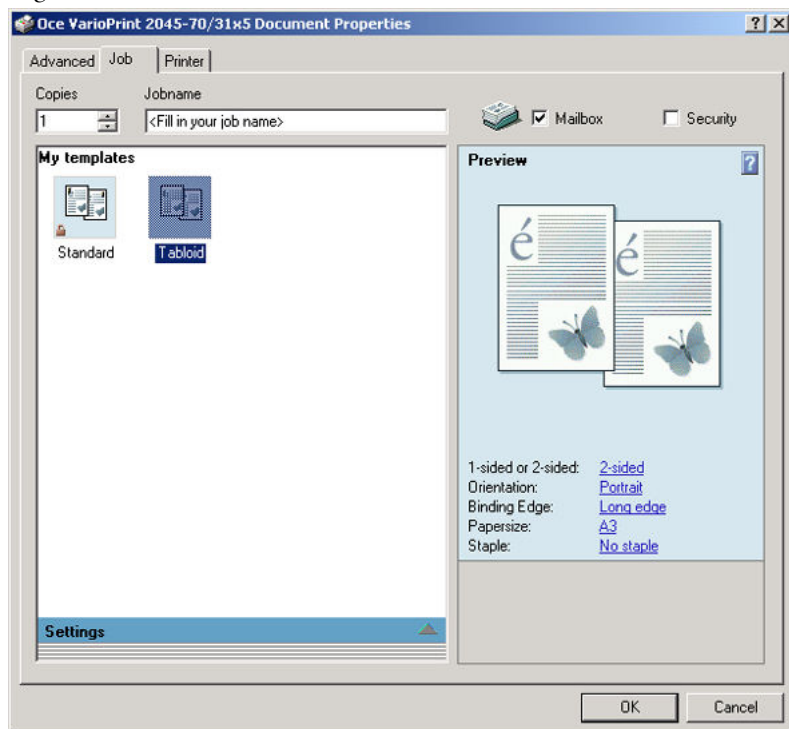 Oce VarioPrint 2045-70/31x5 Document Properties
Advanced Job Printer
Copies Jobname
1 <Fill in your job name> Mailbox Security
My templates Preview
é é
Standard Tabloid
1-sided or 2-sided: 2-sided
Orientation: Portrait
Binding Edge: Long edge
Papersize: A3
Staple: No staple
Settings
OK Cancel